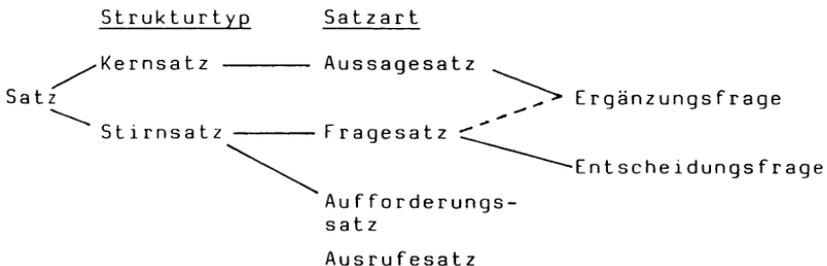 Strukturtyp Satzart
Kernsatz Aussagesatz
Satz Ergänzungsfrage
Stirnsatz Fragesatz
Entscheidungsfrage
Aufforderungs-
satz
Ausrufesatz